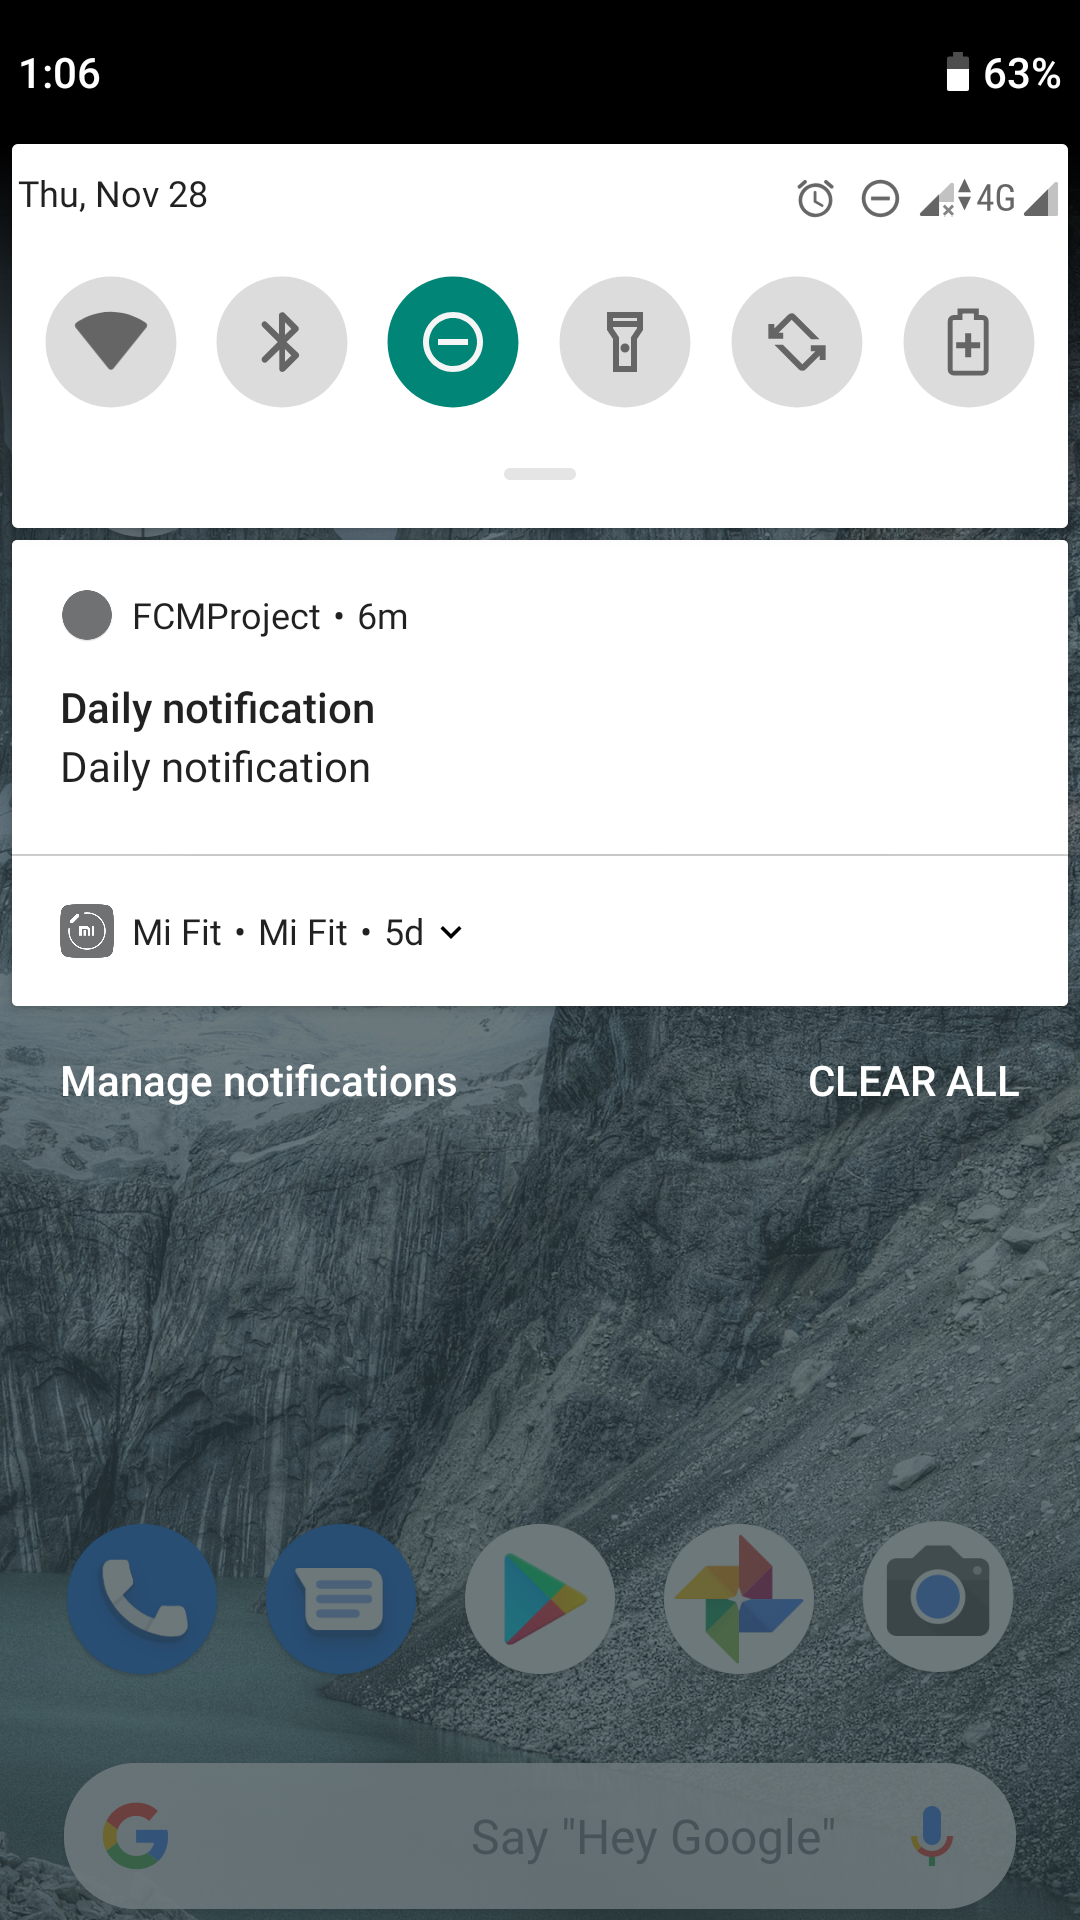 1:06 63%
Thu, Nov 28 4G
FCMProject • 6m
Daily notification
Daily notification
Mi Fit • Mi Fit • 5d
Manage notifications CLEAR ALL
Say "Hey Google"